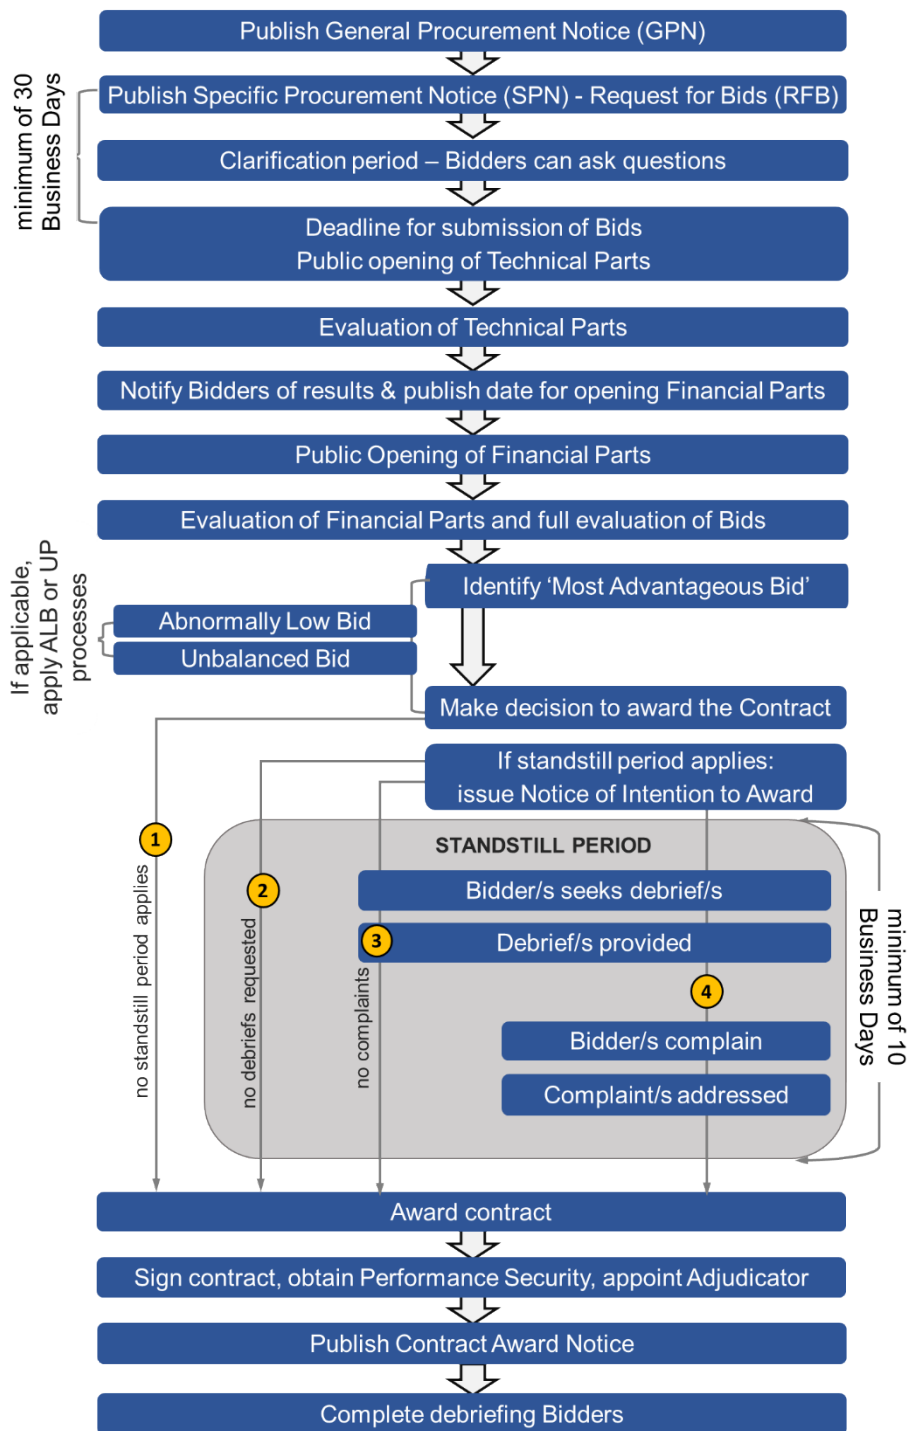 Publish General Procurement Notice (GPN)
minimum of 30
Business Days
Publish Specific Procurement Notice (SPN) - Request for Bids (RFB)
Clarification period – Bidders can ask questions
Deadline for submission of Bids
Public opening of Technical Parts
Evaluation of Technical Parts
Notify Bidders of results & publish date for opening Financial Parts
Public Opening of Financial Parts
Evaluation of Financial Parts and full evaluation of Bids
If applicable,
apply ALB or UP
processes
Identify ‘Most Advantageous Bid’
Abnormally Low Bid
Unbalanced Bid
Make decision to award the Contract
If standstill period applies:
issue Notice of Intention to Award
1
no standstill period applies
STANDSTILL PERIOD
2
no debriefs requested
Bidder/s seeks debrief/s
3
Debrief/s provided
no complaints
4
Bidder/s complain
Complaint/s addressed
minimum of 10
Business Days
Award contract
Sign contract, obtain Performance Security, appoint Adjudicator
Publish Contract Award Notice
Complete debriefing Bidders